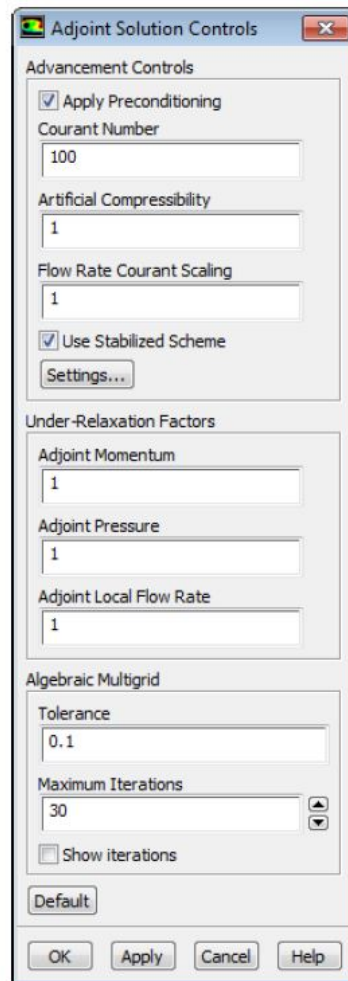 Adjoint Solution Controls
Advancement Controls
Apply Preconditioning
Courant Number
100
Artificial Compressibility
1
Flow Rate Courant Scaling
1
Use Stabilized Scheme
Settings...
Under-Relaxation Factors
Adjoint Momentum
1
Adjoint Pressure
1
Adjoint Local Flow Rate
1
Algebraic Multigrid
Tolerance
0.1
Maximum Iterations
30
Show iterations
Default
OK Apply Cancel Help